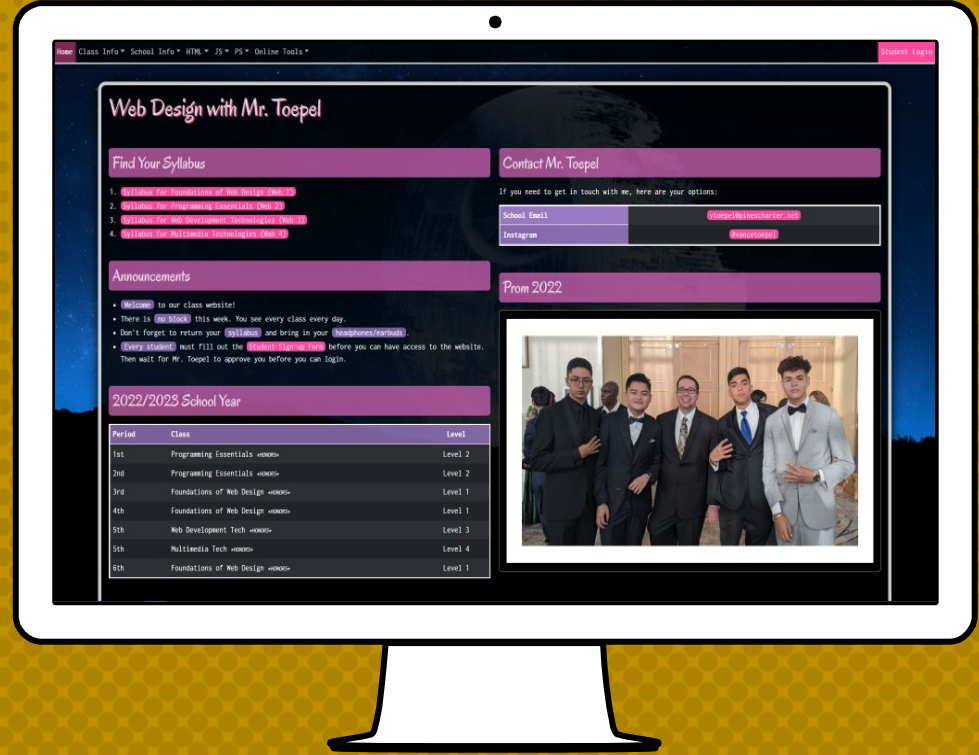 Home Class Info School Info HTML JS PS Online Tools Student Login
Web Design with Mr. Toepel
Find Your Syllabus
1. Syllabus for Foundations of Web Design (Web 1)
2. Syllabus for Programming Essentials (Web 2)
3. Syllabus for Web Development Technologies (Web 3)
4. Syllabus for Multimedia Technologies (Web 4)
Announcements
• Welcome to our class website!
• There is no block this week. You see every class every day.
• Don't forget to return your syllabus and bring in your headphones/earbuds.
• Every student must fill out the Student Sign-up Form before you can have access to the website.
Then wait for Mr. Toepel to approve you before you can login.
2022/2023 School Year
Period Class Level
1st Programming Essentials «HONORS» Level 2
2nd Programming Essentials «HONORS» Level 2
3rd Foundations of Web Design «HONORS» Level 1
4th Foundations of Web Design «HONORS» Level 1
5th Web Development Tech «HONORS» Level 3
5th Multimedia Tech «HONORS» Level 4
6th Foundations of Web Design «HONORS» Level 1
Contact Mr. Toepel
If you need to get in touch with me, here are your options:
School Email vtoepel@pinescharter.net
Instagram @vancetoepel
Prom 2022